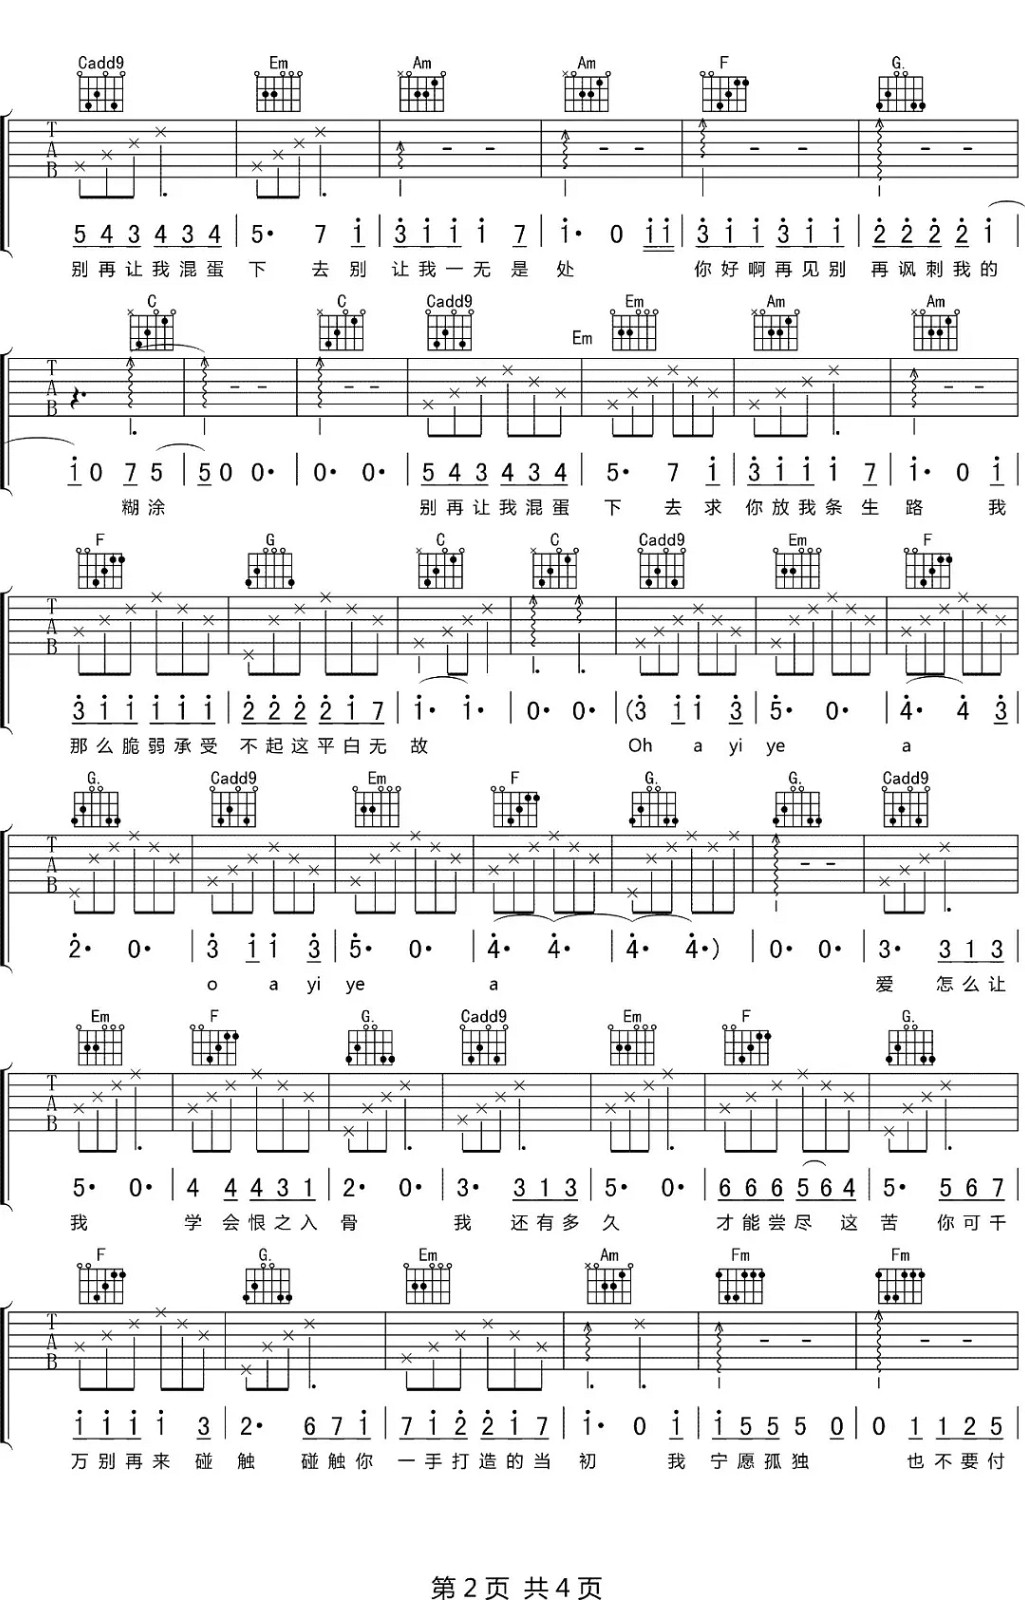 Cadd9 Em Am Am F G.
T A B
5 4 3 4 3 4 | 5· 7 i | 3 i i i 7 | i· 0 i i | 3 i i 3 i i | 2 2 2 2 i
别再让我混蛋 下 去别 让我一无是 处 你好啊再见别 再讽刺我的
C C Cadd9 Em Em Am Am
T A B
i 0 7 5 | 5 0 0· | 0· 0· | 5 4 3 4 3 4 | 5· 7 i | 3 i i i 7 | i· 0 i
糊涂 别再让我混蛋 下 去 求 你放我条生 路 我
F G C C Cadd9 Em F
T A B
3 i i i i i | 2 2 2 2 i 7 | i· i· | 0· 0· | (3 i i 3 | 5· 0· | 4· 4 3
那么脆弱承受 不起这平白无 故 Oh a yi ye a
G. Cadd9 Em F G. G. Cadd9
T A B
2· 0· | 3 i i 3 | 5· 0· | 4· 4· | 4· 4·) | 0· 0· | 3· 3 1 3
o a yi ye a 爱 怎么让
Em F G. Cadd9 Em F G.
T A B
5· 0· | 4 4 4 3 1 | 2· 0· | 3· 3 1 3 | 5· 0· | 6 6 6 5 6 4 | 5· 5 6 7
我 学 会恨之入 骨 我 还有多 久 才能尝尽 这 苦 你可千
F G. Em Am Fm Fm
T A B
i i i i 3 | 2· 6 7 i | 7 i 2 2 i 7 | i· 0 i | i 5 5 5 0 | 0 1 1 2 5
万别再来 碰 触 碰触你 一手打造的当 初 我 宁愿孤独 也不要付
第 2 页 共 4 页